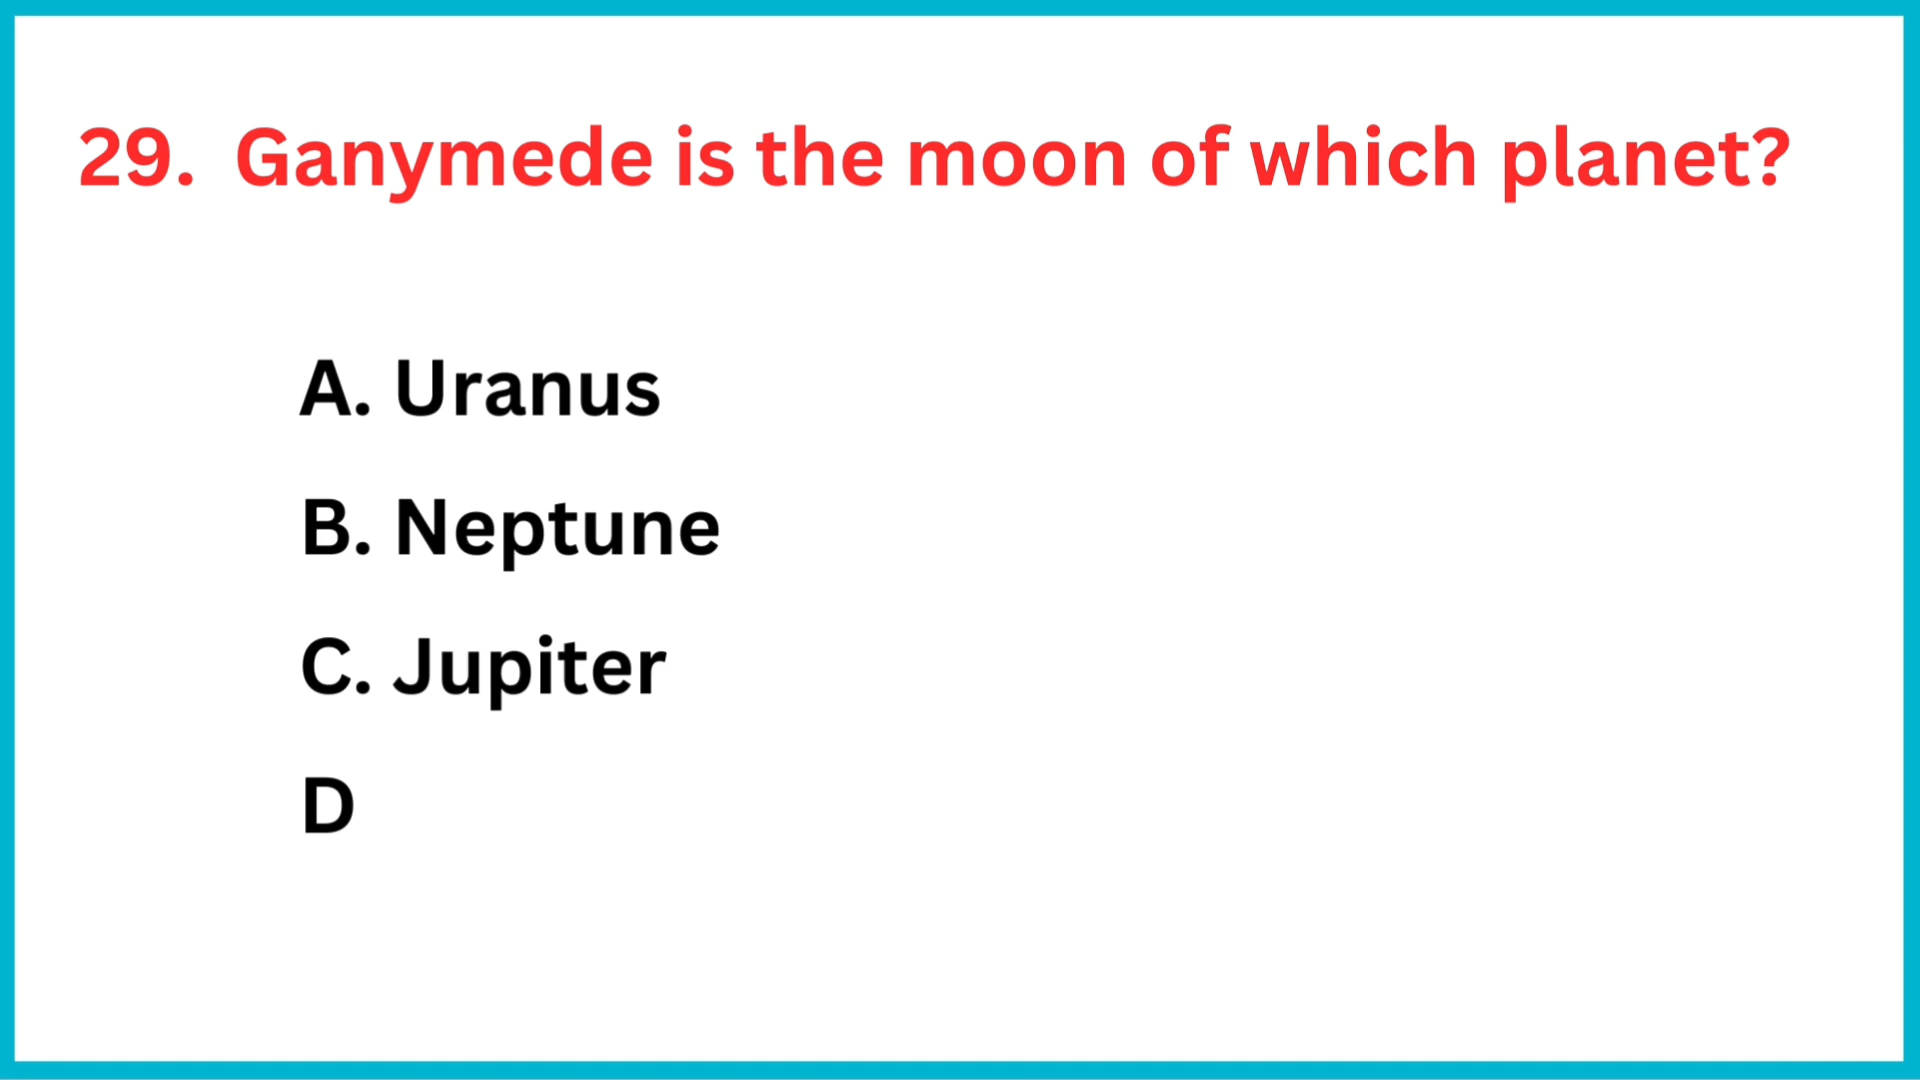 29. Ganymede is the moon of which planet?
A. Uranus
B. Neptune
C. Jupiter
D